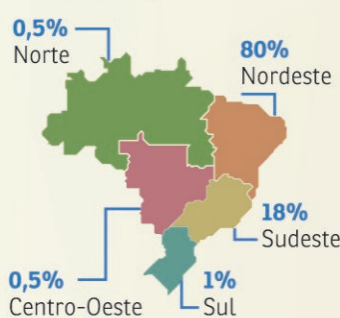 0,5%
Norte
80%
Nordeste
18%
Sudeste
0,5%
Centro-Oeste
1%
Sul